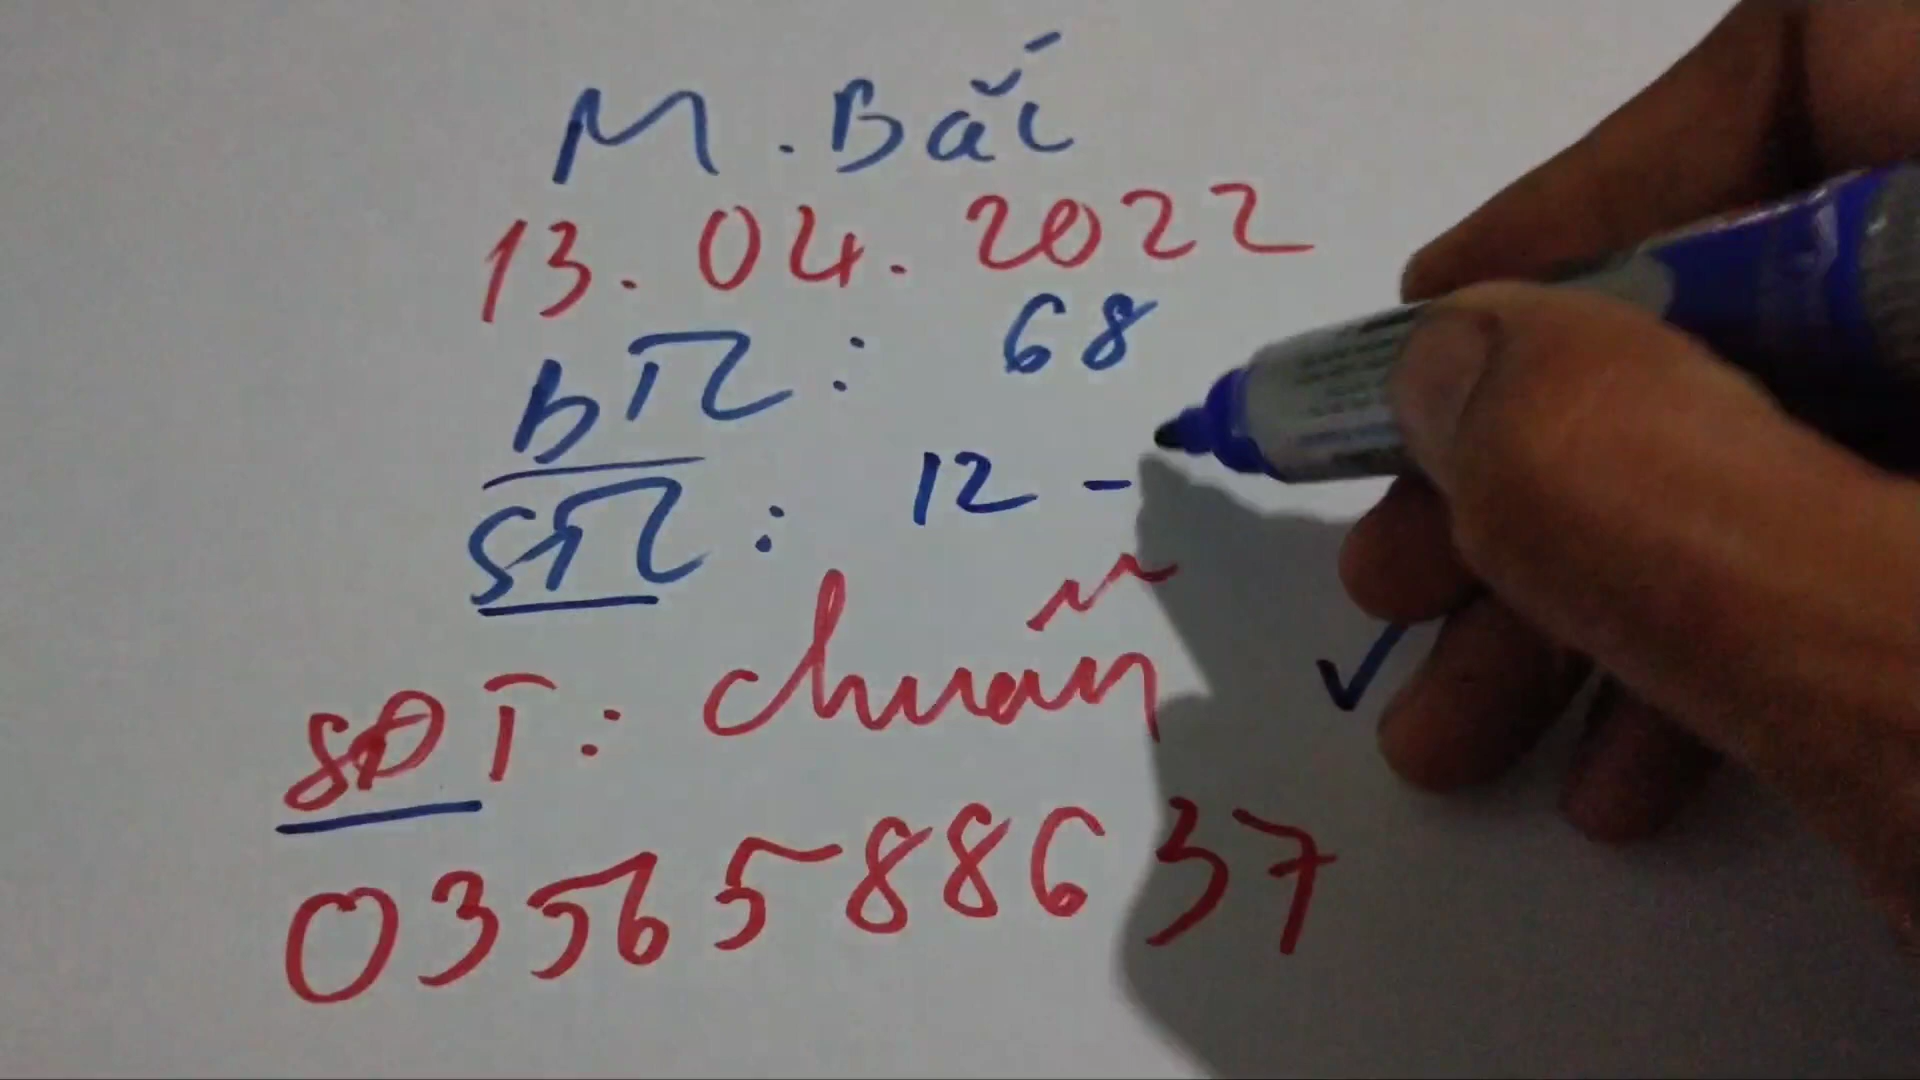 M. Bắc
13.04.2022
BTL: 68
STL: 12 -
SĐT: Chuẩn ✓
0356588637